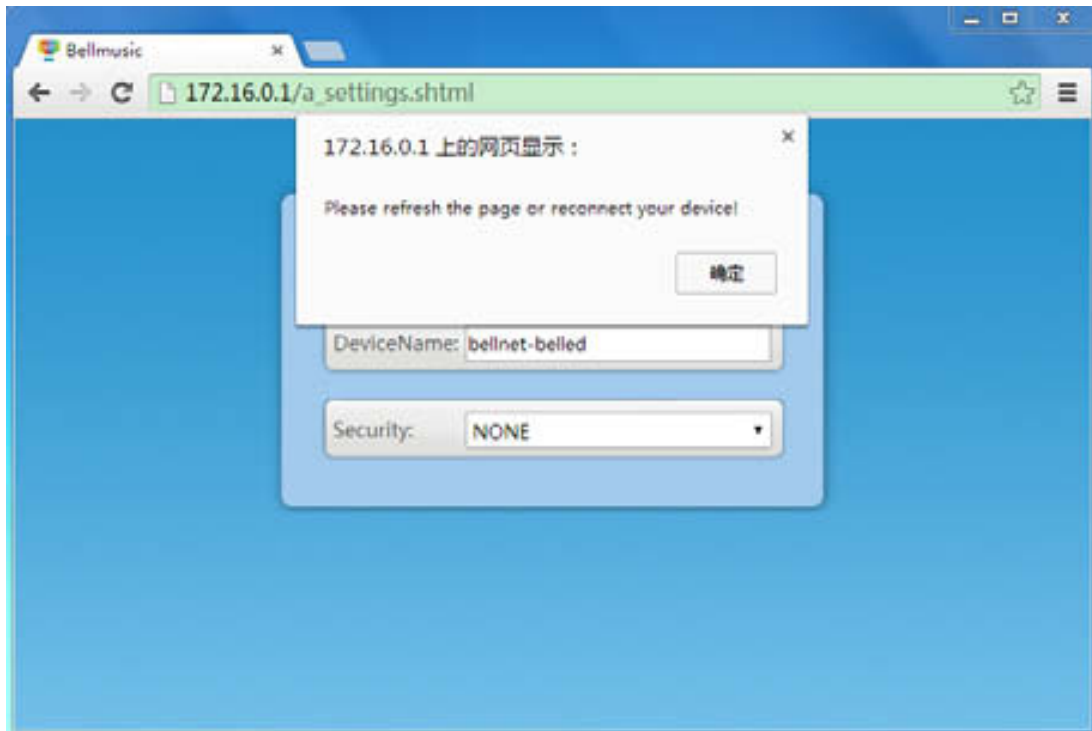 Bellmusic
172.16.0.1/a_settings.shtml
172.16.0.1 上的网页显示：
Please refresh the page or reconnect your device!
确定
DeviceName: bellnet-belled
Security: NONE